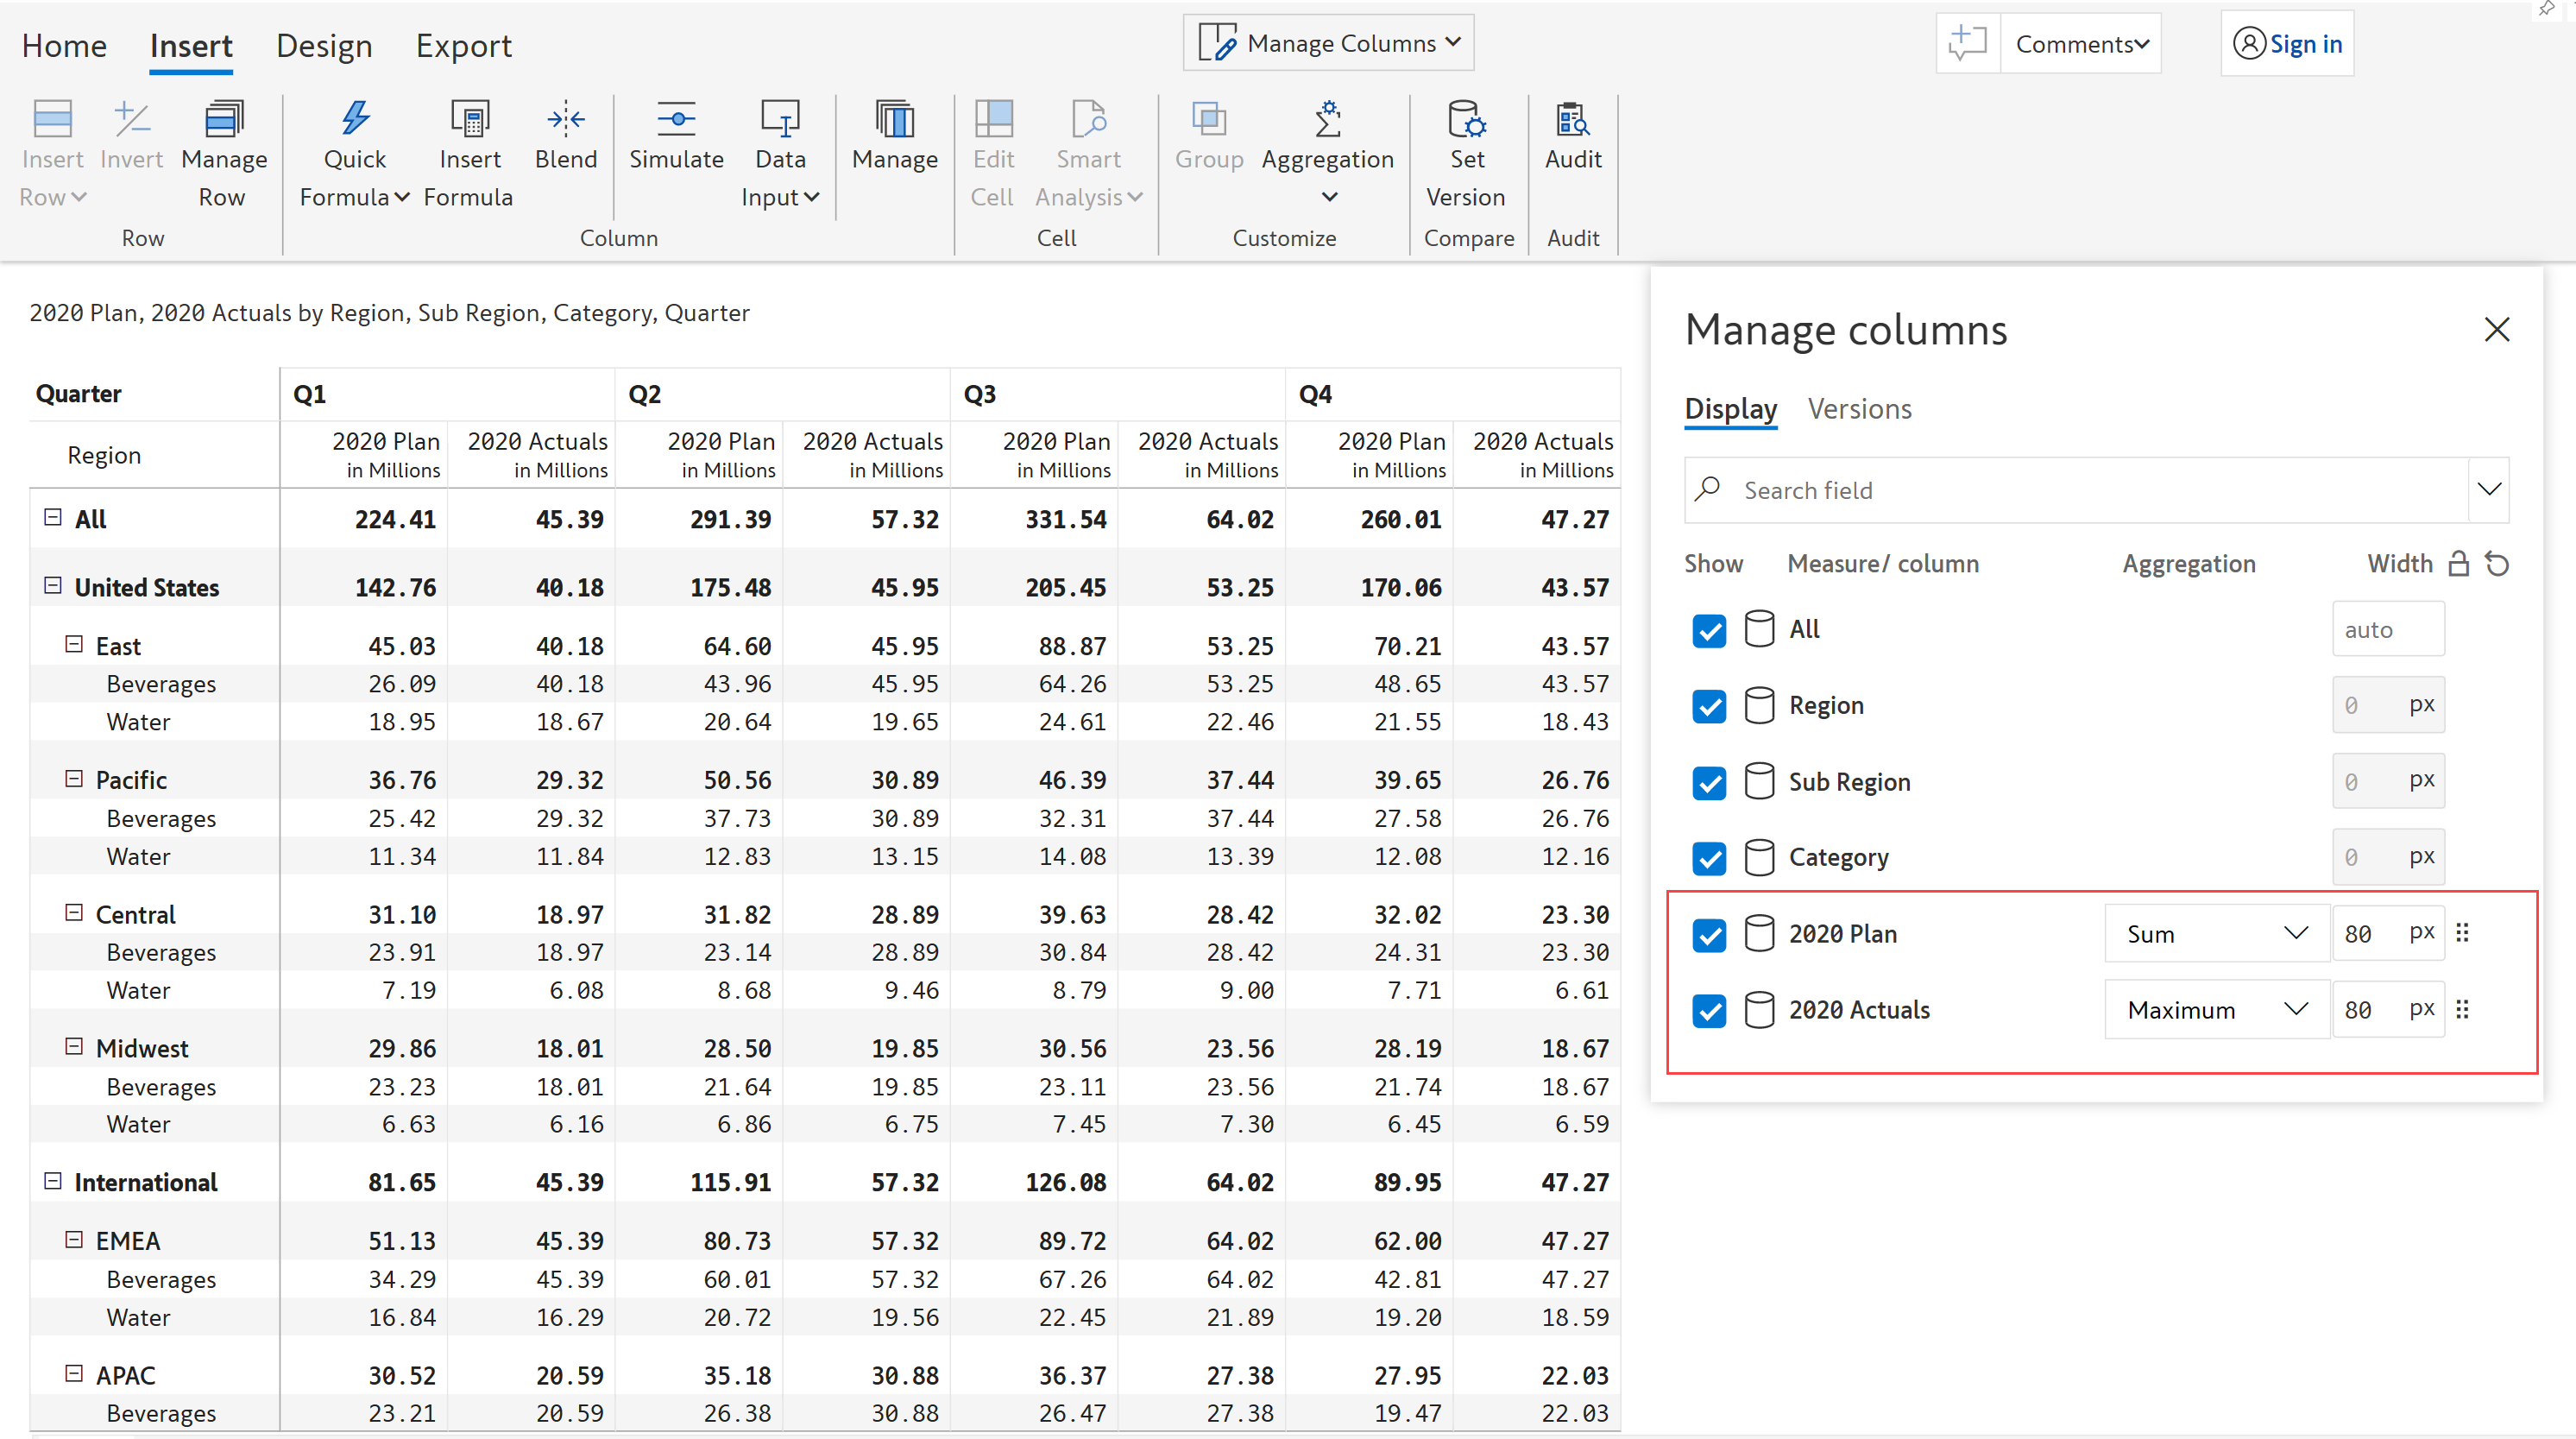 Home Insert Design Export Manage Columns Comments Sign in
Insert Row Invert Manage Row Quick Formula Insert Formula Blend Simulate Data Input Manage Edit Cell Smart Analysis Group Aggregation Set Version Audit
Row Column Cell Customize Compare Audit
2020 Plan, 2020 Actuals by Region, Sub Region, Category, Quarter
Quarter Q1 Q2 Q3 Q4
Region 2020 Plan in Millions 2020 Actuals in Millions 2020 Plan in Millions 2020 Actuals in Millions 2020 Plan in Millions 2020 Actuals in Millions 2020 Plan in Millions 2020 Actuals in Millions
All 224.41 45.39 291.39 57.32 331.54 64.02 260.01 47.27
United States 142.76 40.18 175.48 45.95 205.45 53.25 170.06 43.57
East 45.03 40.18 64.60 45.95 88.87 53.25 70.21 43.57
Beverages 26.09 40.18 43.96 45.95 64.26 53.25 48.65 43.57
Water 18.95 18.67 20.64 19.65 24.61 22.46 21.55 18.43
Pacific 36.76 29.32 50.56 30.89 46.39 37.44 39.65 26.76
Beverages 25.42 29.32 37.73 30.89 32.31 37.44 27.58 26.76
Water 11.34 11.84 12.83 13.15 14.08 13.39 12.08 12.16
Central 31.10 18.97 31.82 28.89 39.63 28.42 32.02 23.30
Beverages 23.91 18.97 23.14 28.89 30.84 28.42 24.31 23.30
Water 7.19 6.08 8.68 9.46 8.79 9.00 7.71 6.61
Midwest 29.86 18.01 28.50 19.85 30.56 23.56 28.19 18.67
Beverages 23.23 18.01 21.64 19.85 23.11 23.56 21.74 18.67
Water 6.63 6.16 6.86 6.75 7.45 7.30 6.45 6.59
International 81.65 45.39 115.91 57.32 126.08 64.02 89.95 47.27
EMEA 51.13 45.39 80.73 57.32 89.72 64.02 62.00 47.27
Beverages 34.29 45.39 60.01 57.32 67.26 64.02 42.81 47.27
Water 16.84 16.29 20.72 19.56 22.45 21.89 19.20 18.59
APAC 30.52 20.59 35.18 30.88 36.37 27.38 27.95 22.03
Beverages 23.21 20.59 26.38 30.88 26.47 27.38 19.47 22.03
Manage columns
Display Versions
Search field
Show Measure/ column Aggregation Width
All auto
Region 0 px
Sub Region 0 px
Category 0 px
2020 Plan Sum 80 px
2020 Actuals Maximum 80 px